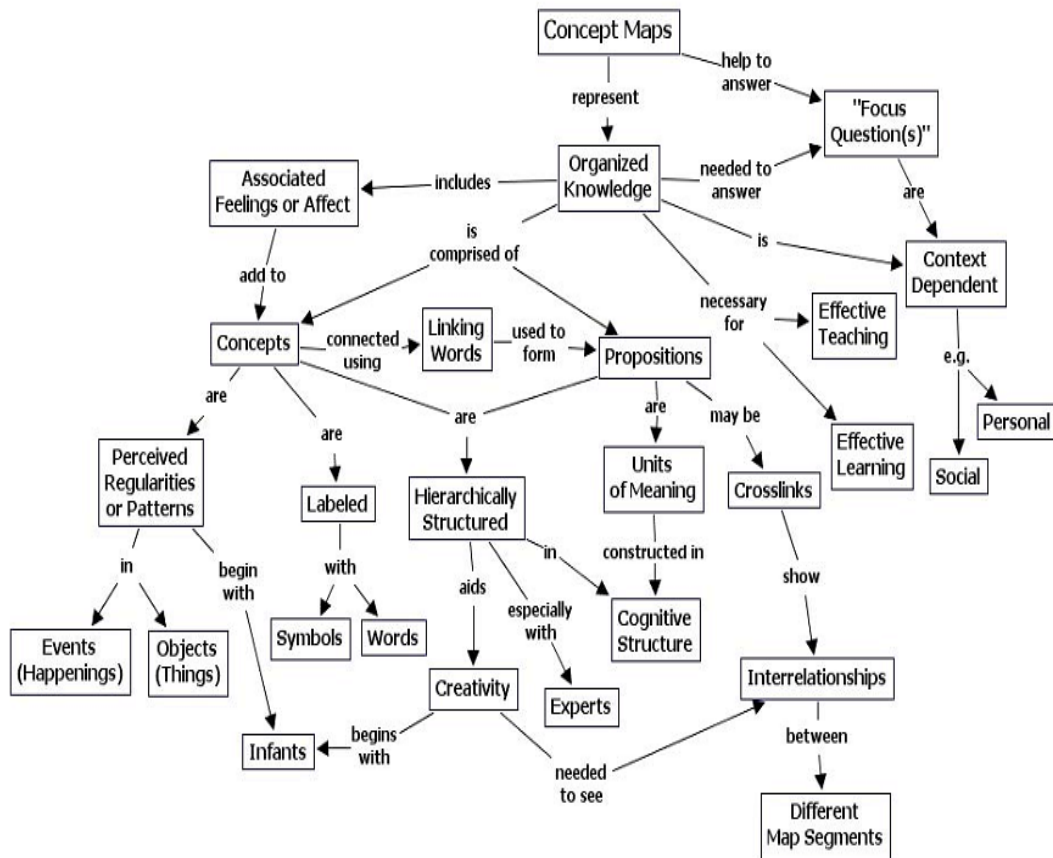 Concept Maps
help to
answer
represent
"Focus
Question(s)"
Organized
Knowledge
needed to
answer
Associated
Feelings or Affect
includes
are
is
comprised of
is
add to
Context
Dependent
necessary
for
Effective
Teaching
Linking
Words
used to
form
Concepts
connected
using
Propositions
e.g.
are
are
are
are
may be
Personal
Perceived
Regularities
or Patterns
Units
of Meaning
Effective
Learning
Social
Labeled
Hierarchically
Structured
Crosslinks
in
begin
with
with
aids
in
constructed in
show
especially
with
Events
(Happenings)
Objects
(Things)
Symbols
Words
Cognitive
Structure
Creativity
Experts
Interrelationships
Infants
begins
with
needed
to see
between
Different
Map Segments